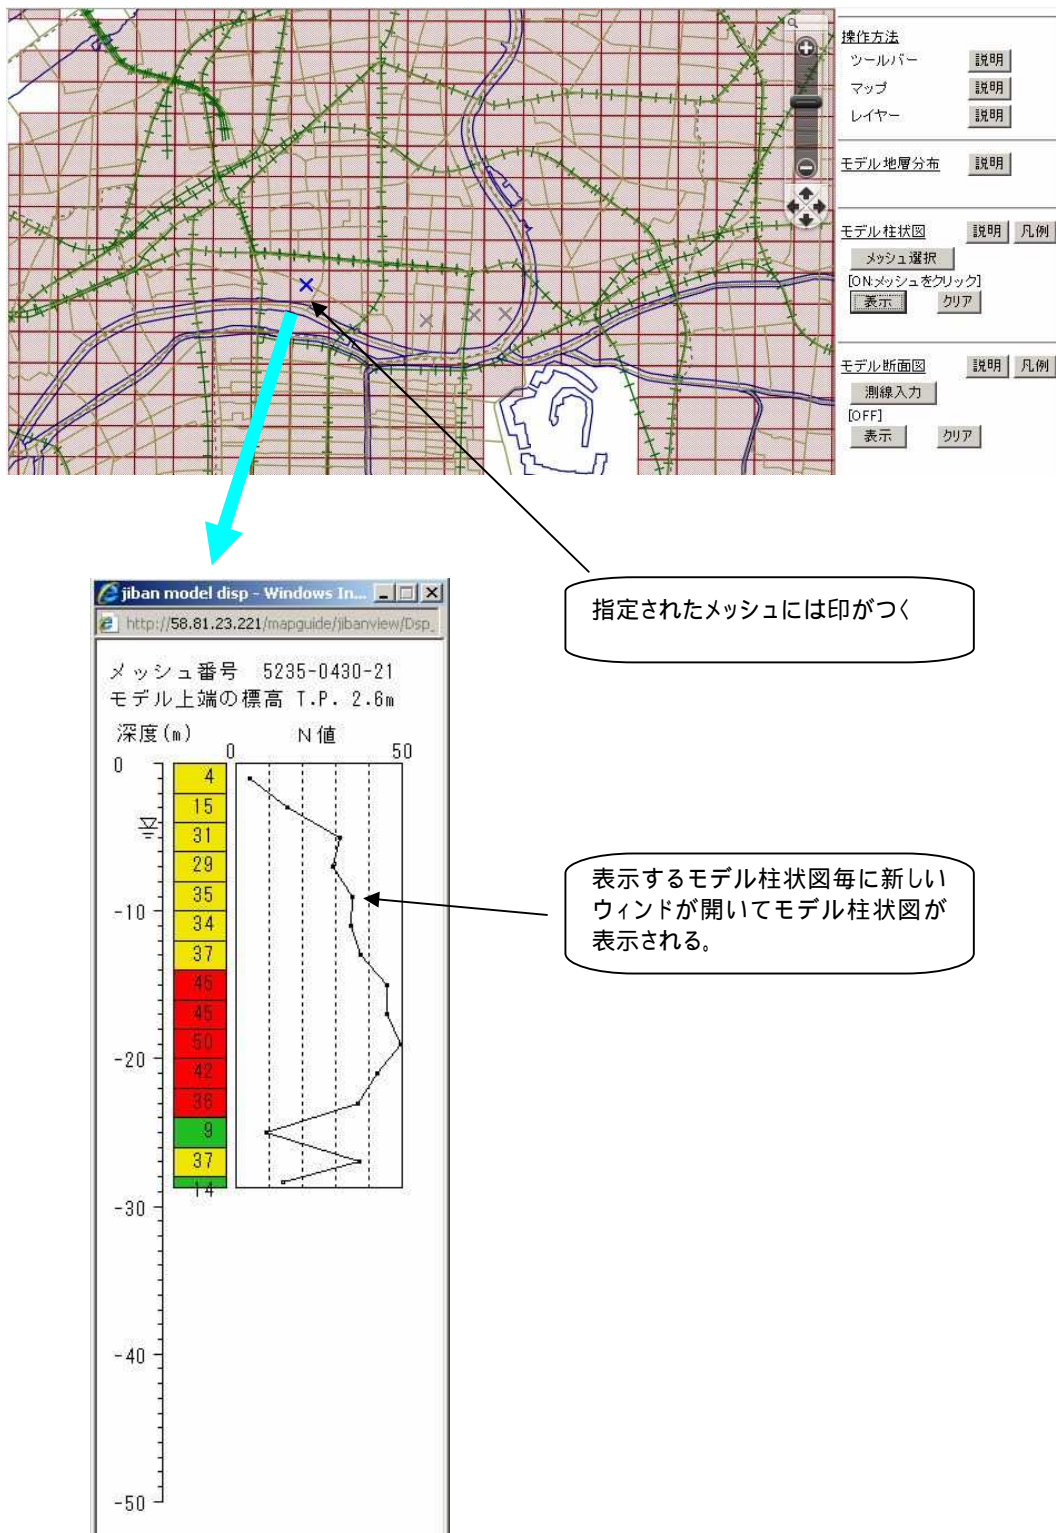 操作方法
ツールバー 説明
マップ 説明
レイヤー 説明
モデル地層分布 説明
モデル柱状図 説明 凡例
メッシュ選択
[ON:メッシュをクリック]
表示 クリア
モデル断面図 説明 凡例
測線入力
[OFF]
表示 クリア
指定されたメッシュには印がつく
jiban model disp - Windows In...
http://58.81.23.221/mapguide/jibanview/Dsp_
メッシュ番号 5235-0430-21
モデル上端の標高 T.P. 2.6m
深度(m) N値
0 50
0
4
15
31
29
35
-10
34
37
46
45
50
-20
42
36
9
37
14
-30
-40
-50
表示するモデル柱状図毎に新しい
ウィンドが開いてモデル柱状図が
表示される。